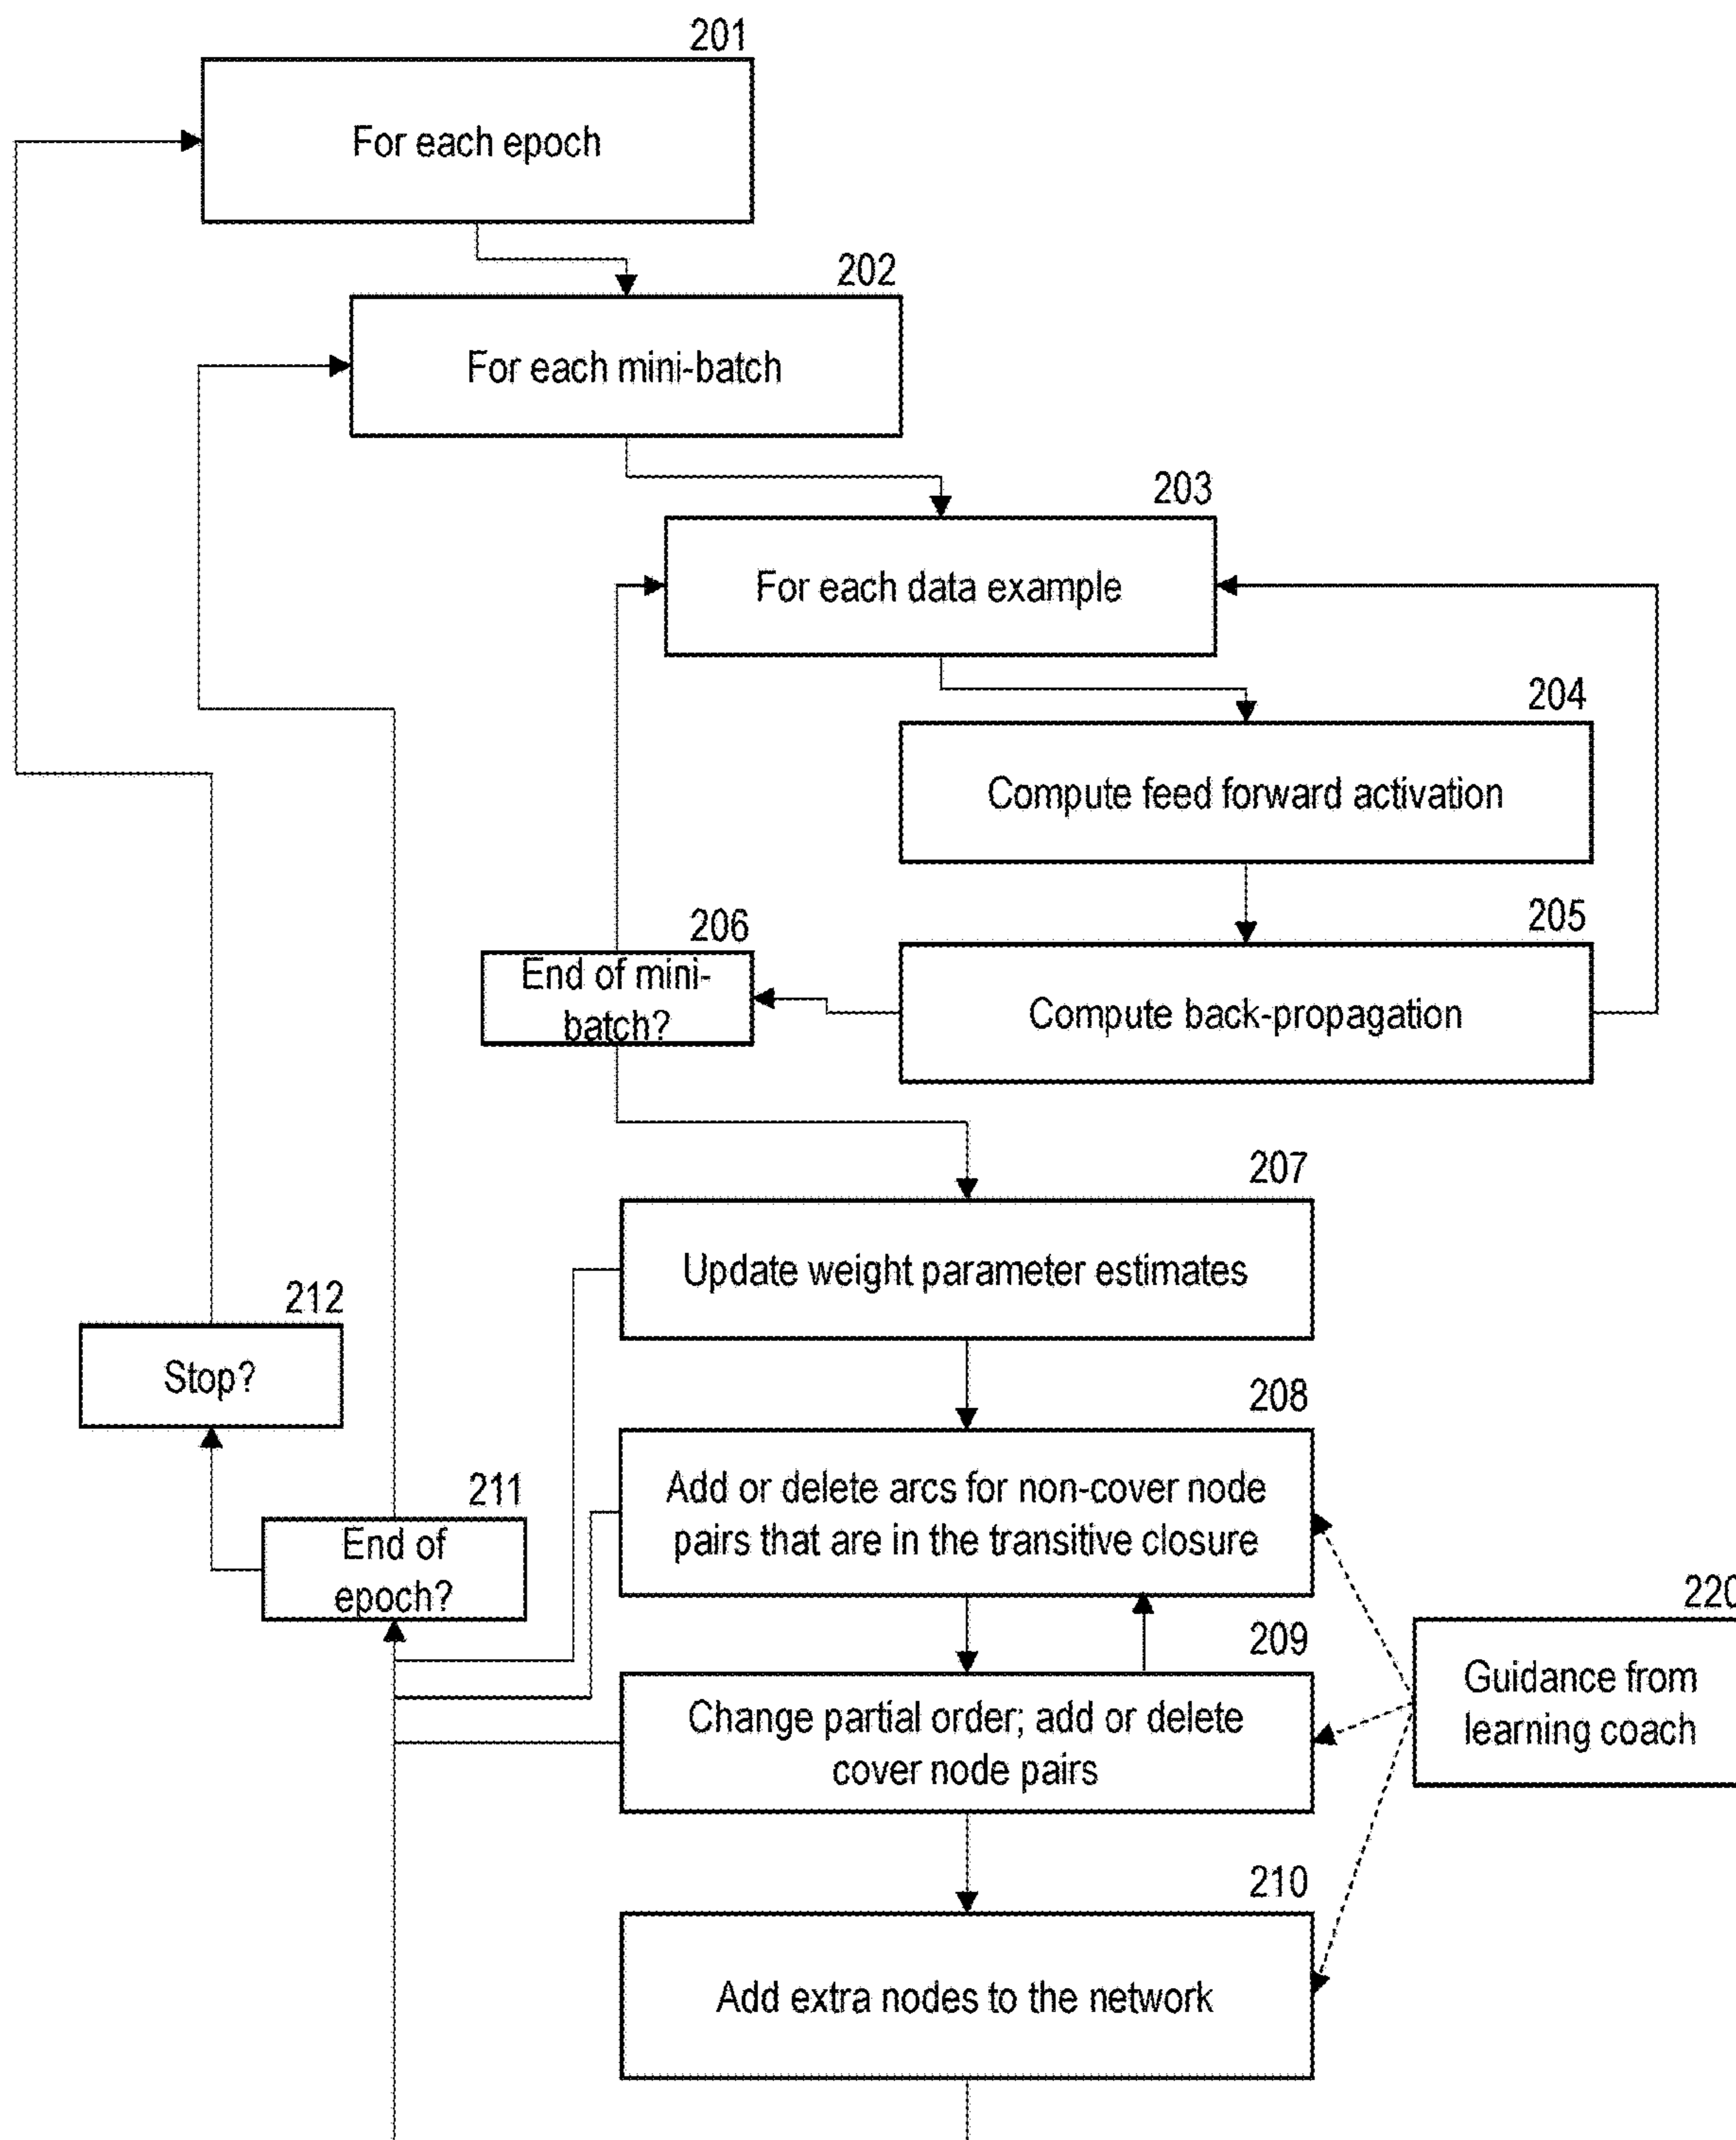 201
For each epoch
202
For each mini-batch
203
For each data example
204
Compute feed forward activation
206
End of mini-
batch?
205
Compute back-propagation
207
Update weight parameter estimates
212
Stop?
208
Add or delete arcs for non-cover node
pairs that are in the transitive closure
211
End of
epoch?
209
Change partial order; add or delete
cover node pairs
220
Guidance from
learning coach
210
Add extra nodes to the network